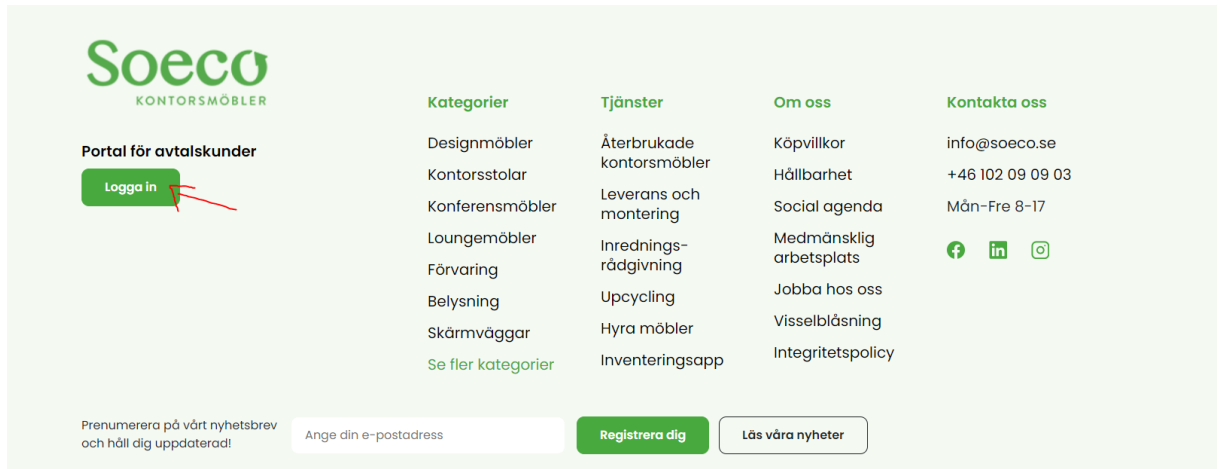 Soeco
KONTORSMÖBLER
Portal för avtalskunder
Logga in
Kategorier
Designmöbler
Kontorsstolar
Konferensmöbler
Loungemöbler
Förvaring
Belysning
Skärmväggar
Se fler kategorier
Tjänster
Återbrukade
kontorsmöbler
Leverans och
montering
Inrednings-
rådgivning
Upcycling
Hyra möbler
Inventeringsapp
Om oss
Köpvillkor
Hållbarhet
Social agenda
Medmänsklig
arbetsplats
Jobba hos oss
Visselblåsning
Integritetspolicy
Kontakta oss
info@soeco.se
+46 102 09 09 03
Mån-Fre 8-17
Prenumerera på vårt nyhetsbrev
och håll dig uppdaterad!
Ange din e-postadress
Registrera dig
Läs våra nyheter